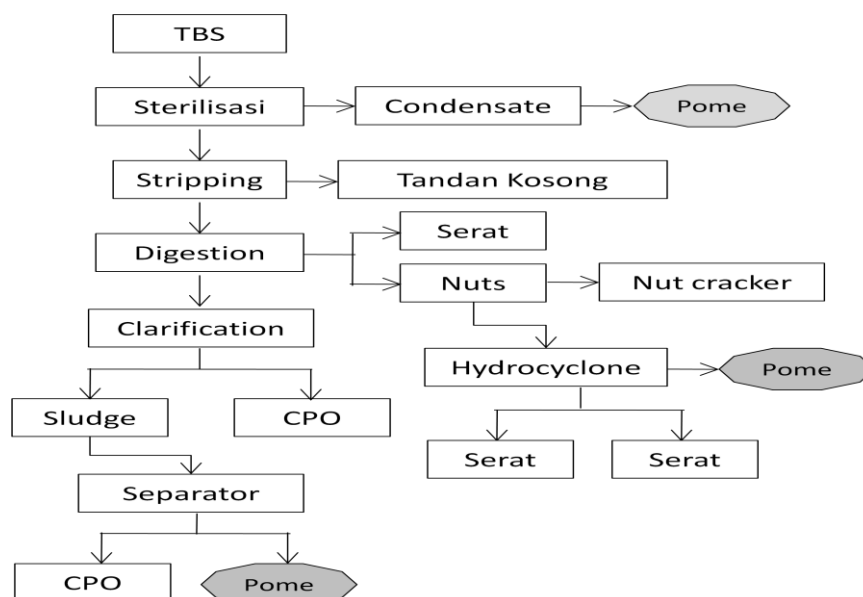 TBS
Sterilisasi
Condensate
Pome
Stripping
Tandan Kosong
Serat
Digestion
Nuts
Nut cracker
Clarification
Hydrocyclone
Pome
Sludge
CPO
Serat
Serat
Separator
CPO
Pome